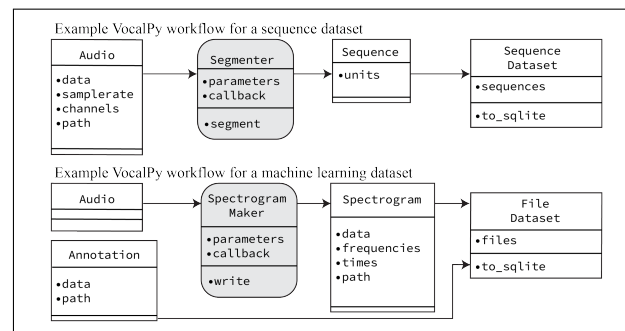 Example VocalPy workflow for a sequence dataset
Audio
•data
•samplerate
•channels
•path
Segmenter
•parameters
•callback
•segment
Sequence
•units
Sequence
Dataset
•sequences
•to_sqlite
Example VocalPy workflow for a machine learning dataset
Audio
Annotation
•data
•path
Spectrogram
Maker
•parameters
•callback
•write
Spectrogram
•data
•frequencies
•times
•path
File
Dataset
•files
•to_sqlite